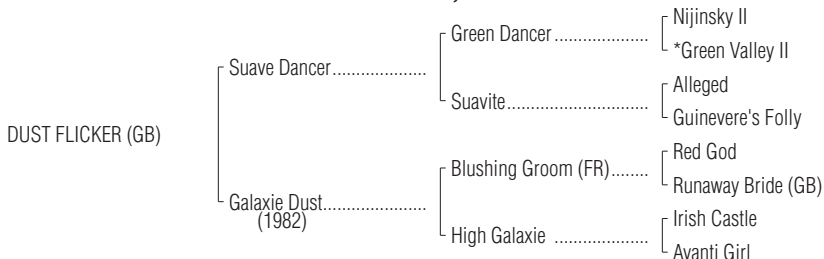 Nijinsky II
Green Dancer ....................
*Green Valley II
Suave Dancer....................
Alleged
Suavite..............................
Guinevere's Folly
DUST FLICKER (GB)
Red God
Blushing Groom (FR)........
Runaway Bride (GB)
Galaxie Dust......................
(1982)
Irish Castle
High Galaxie ....................
Avanti Girl